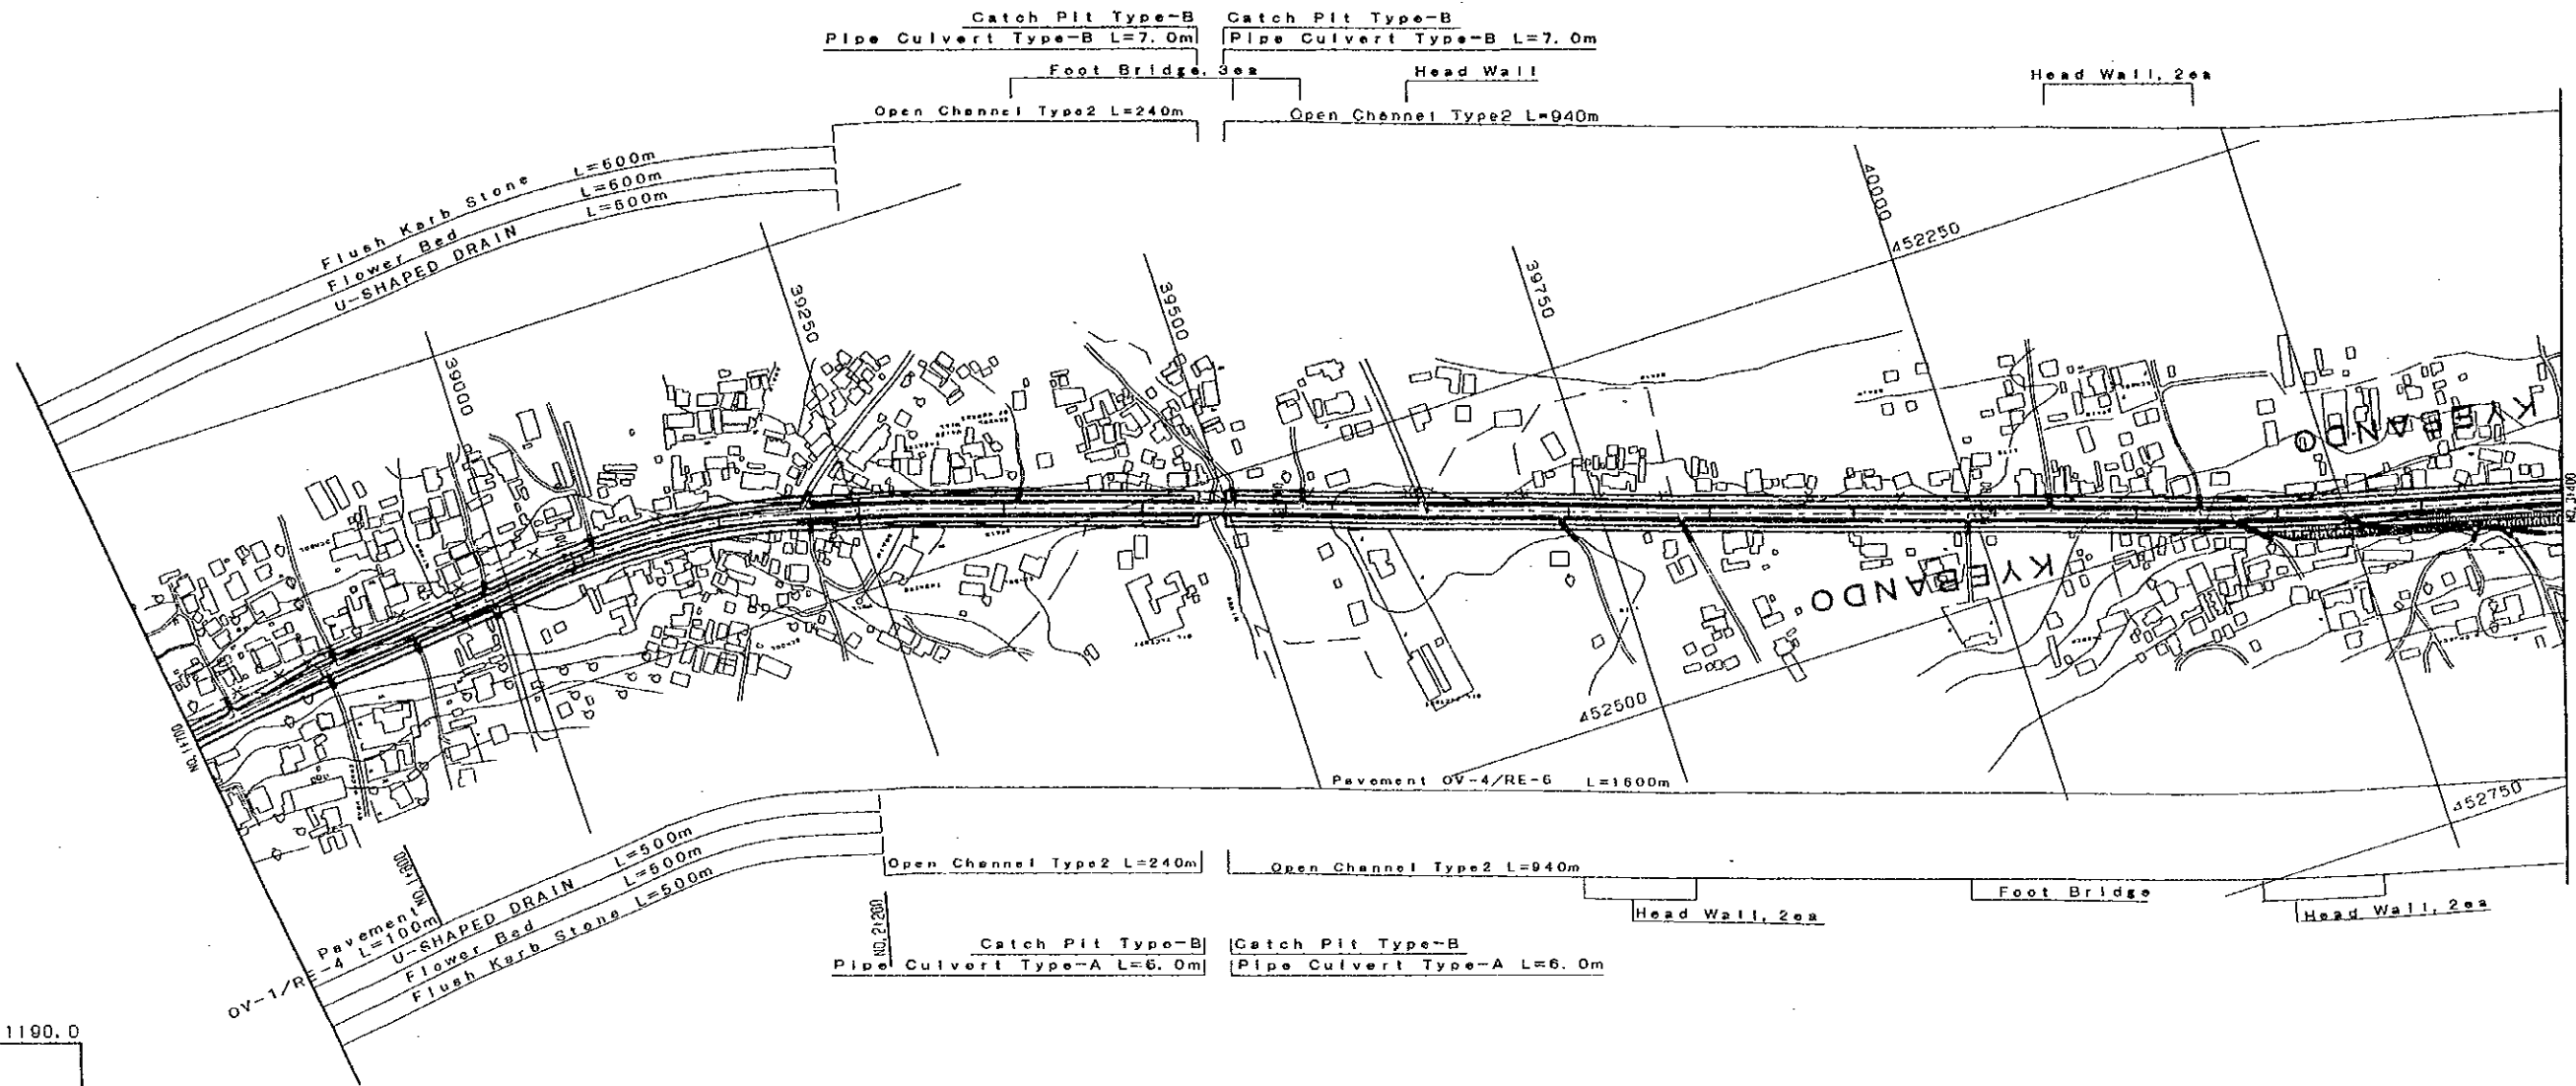 Catch Pit Type-B
Catch Pit Type-B
Pipe Culvert Type-B L=7.0m
Pipe Culvert Type-B L=7.0m
Foot Bridge, 3ea
Head Wall
Head Wall, 2ea
Open Channel Type2 L=240m
Open Channel Type2 L=940m
Flush Karb Stone L=600m
Flower Bed L=600m
U-SHAPED DRAIN L=600m
39000
39250
39500
39750
40000
452250
KYEBANDO
KYEBANDO
NO.1+700
452500
452750
Pavement OV-4/RE-6 L=1600m
NO.1+800
Pavement
OV-1/RE-4 L=100m
U-SHAPED DRAIN L=500m
Flower Bed L=500m
Flush Karb Stone L=500m
Open Channel Type2 L=240m
Open Channel Type2 L=940m
Head Wall, 2ea
Foot Bridge
Head Wall, 2ea
NO.2+200
Catch Pit Type-B
Catch Pit Type-B
Pipe Culvert Type-A L=6.0m
Pipe Culvert Type-A L=6.0m
1190.0